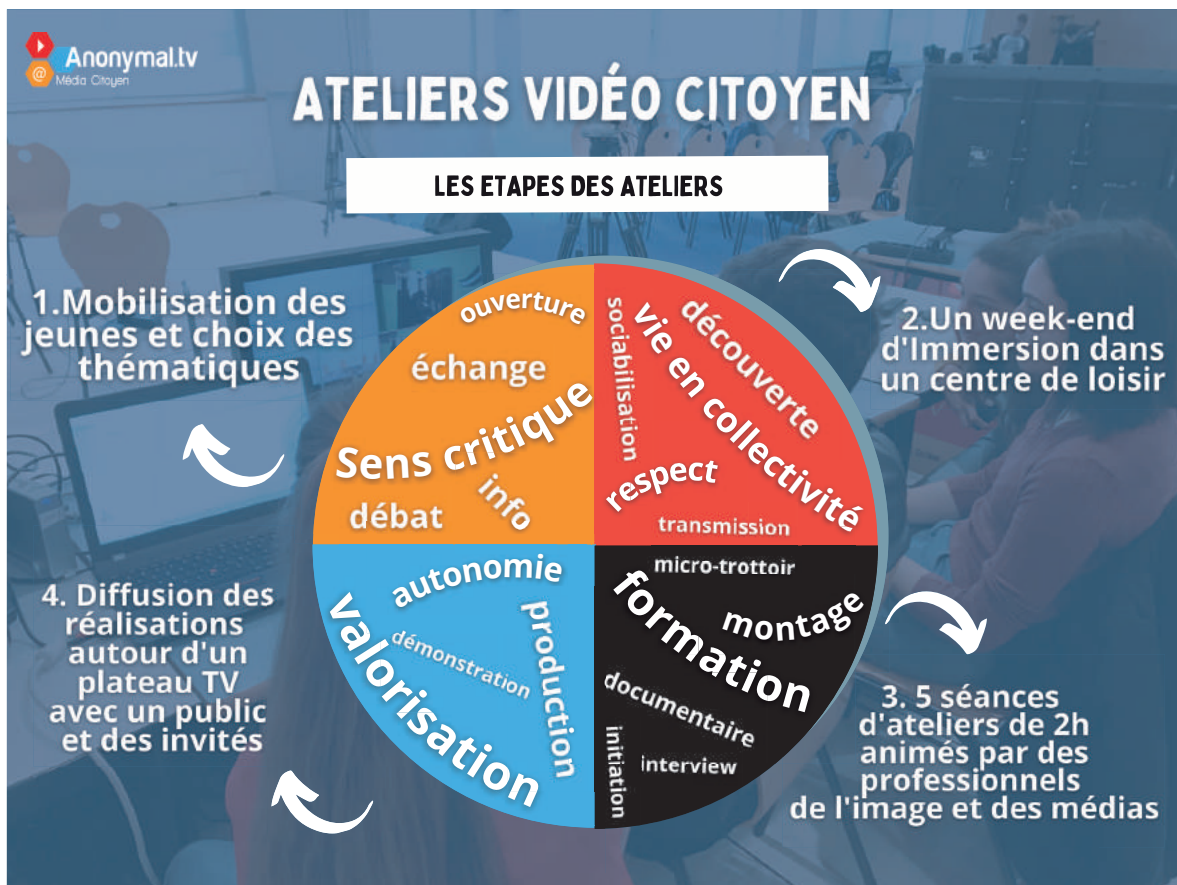 Anonymal.tv
@
Média Citoyen
ATELIERS VIDÉO CITOYEN
LES ETAPES DES ATELIERS
1.Mobilisation des
jeunes et choix des
thématiques
2.Un week-end
d'Immersion dans
un centre de loisir
ouverture
échange
Sens critique
info
débat
sociabilisation
vie en collectivité
découverte
respect
transmission
autonomie
production
démonstration
valorisation
micro-trottoir
formation
montage
documentaire
initiation
interview
4. Diffusion des
réalisations
autour d'un
plateau TV
avec un public
et des invités
3. 5 séances
d'ateliers de 2h
animés par des
professionnels
de l'image et des médias